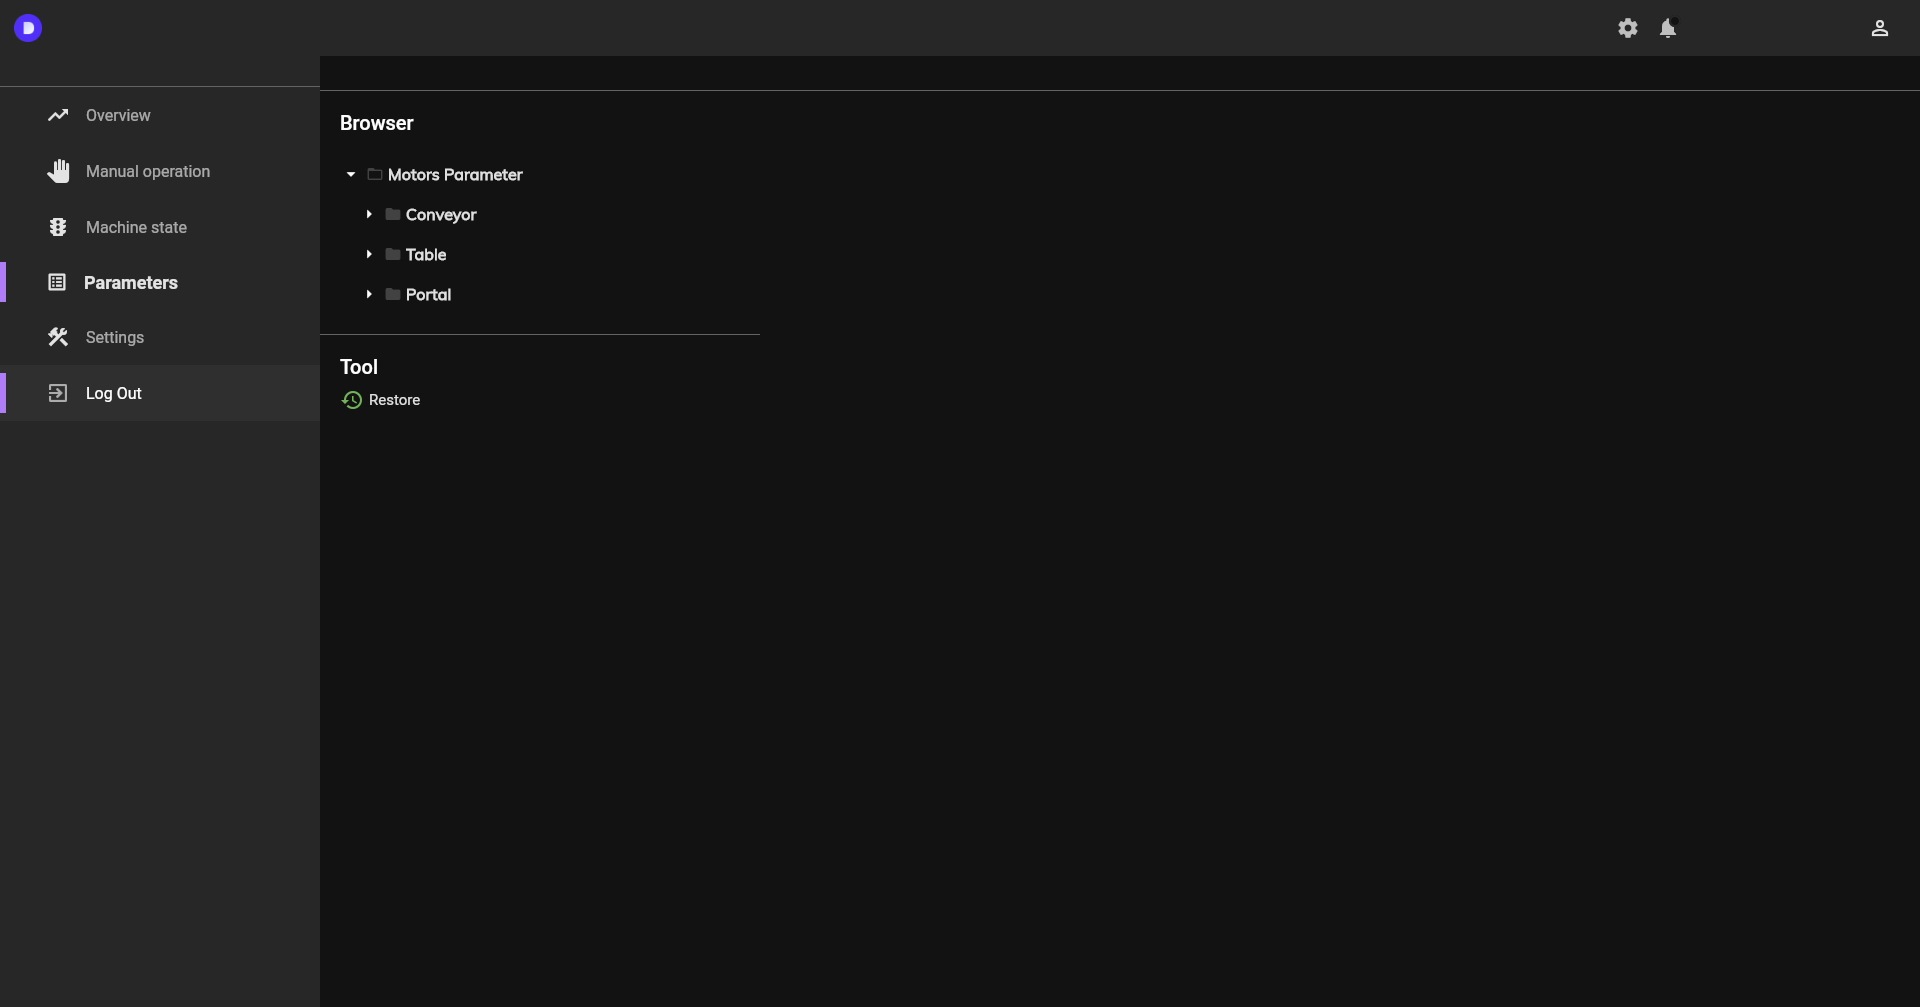 D
Overview
Manual operation
Machine state
Parameters
Settings
Log Out
Browser
Motors Parameter
Conveyor
Table
Portal
Tool
Restore